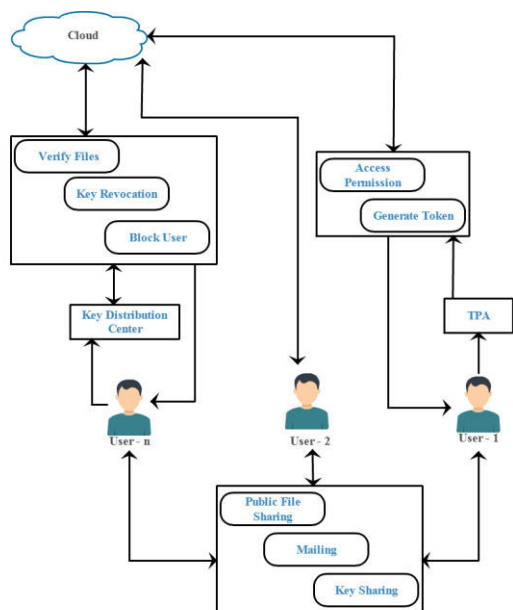 Cloud
Verify Files
Key Revocation
Block User
Access
Permission
Generate Token
Key Distribution
Center
TPA
User - n
User - 2
User - 1
Public File
Sharing
Mailing
Key Sharing